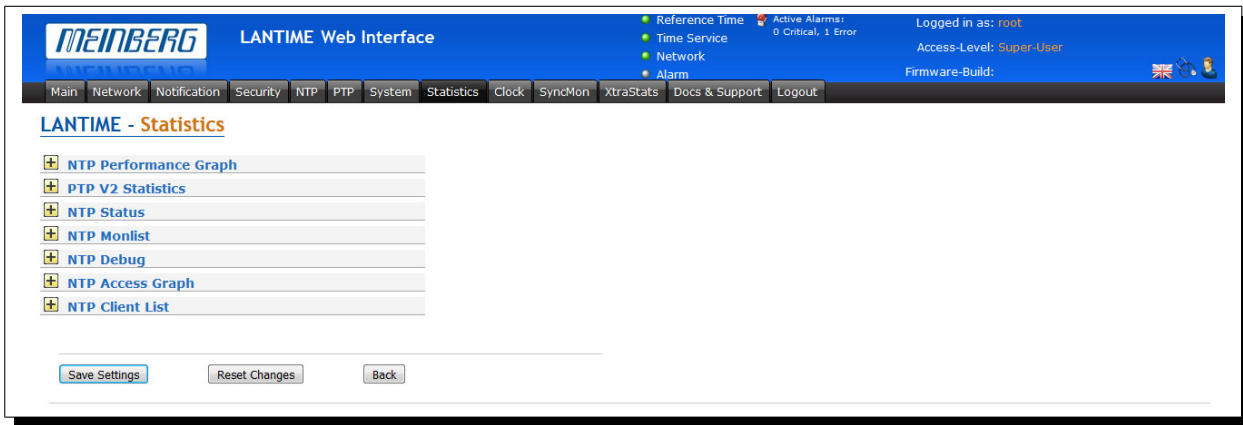 MEINBERG
LANTIME Web Interface
Reference Time
Time Service
Network
Alarm
Active Alarms:
0 Critical, 1 Error
Logged in as: root
Access-Level: Super-User
Firmware-Build:
Main Network Notification Security NTP PTP System Statistics Clock SyncMon XtraStats Docs & Support Logout
LANTIME - Statistics
NTP Performance Graph
PTP V2 Statistics
NTP Status
NTP Monlist
NTP Debug
NTP Access Graph
NTP Client List
Save Settings Reset Changes Back